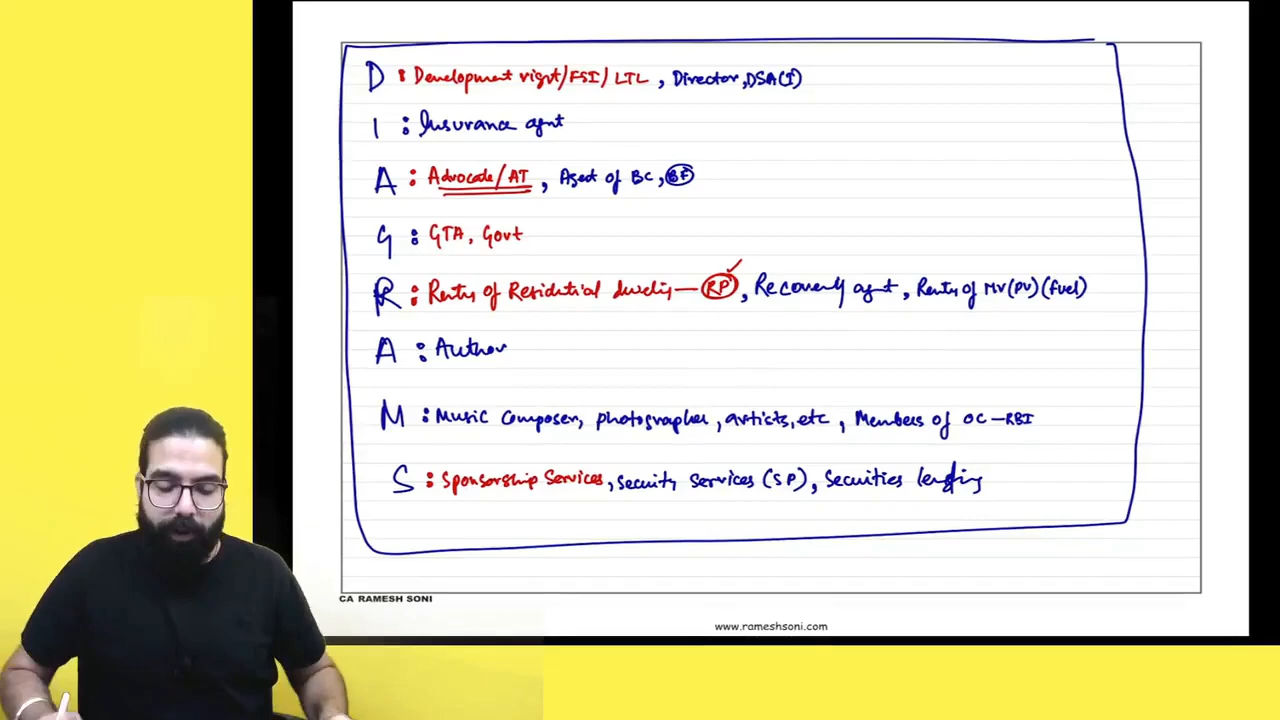 D : Development right/FSI/LTL, Director, DSA(I)
I : Insurance agnt
A : Advocate/AT, Agent of BC, BF
G : GTA, Govt
R : Renting of Residential dwelling — RP, Recovery agent, Renting of MV(PV)(fuel)
A : Author
M : Music Composer, photographer, artists, etc, Members of OC-RBI
S : Sponsorship Services, Security Services (SP), Securities lending
CA RAMESH SONI
www.rameshsoni.com